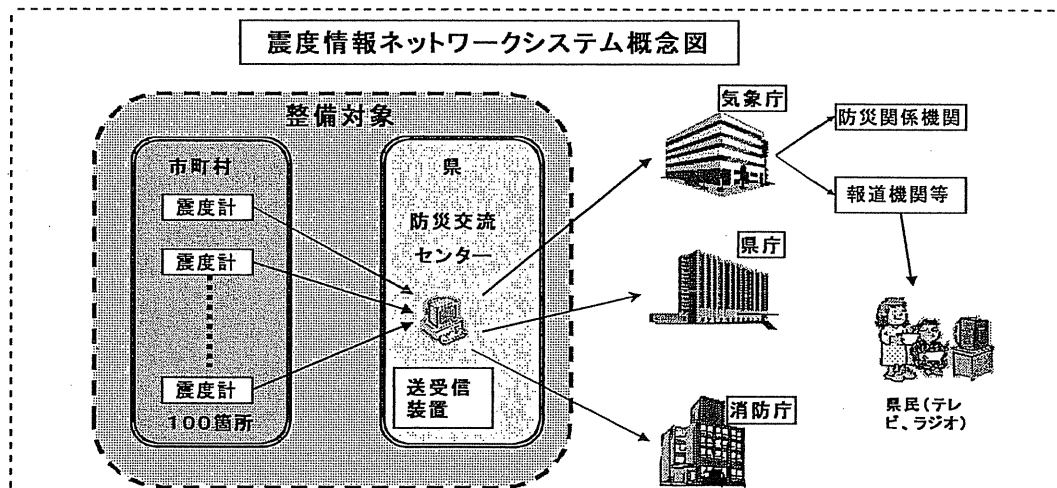 震度情報ネットワークシステム概念図
整備対象
市町村
震度計
震度計
震度計
100箇所
県
防災交流
センター
送受信
装置
気象庁
県庁
消防庁
防災関係機関
報道機関等
県民(テレ
ビ、ラジオ)